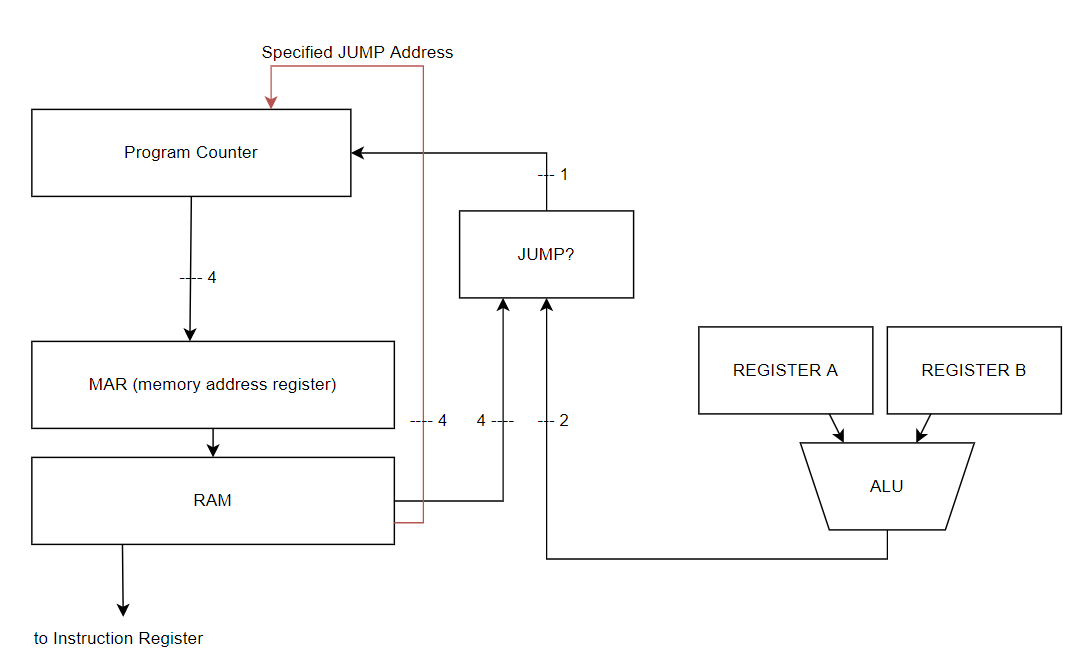 Specified JUMP Address
Program Counter
--- 1
JUMP?
---- 4
REGISTER A
REGISTER B
MAR (memory address register)
---- 4
4 ----
--- 2
ALU
RAM
to Instruction Register